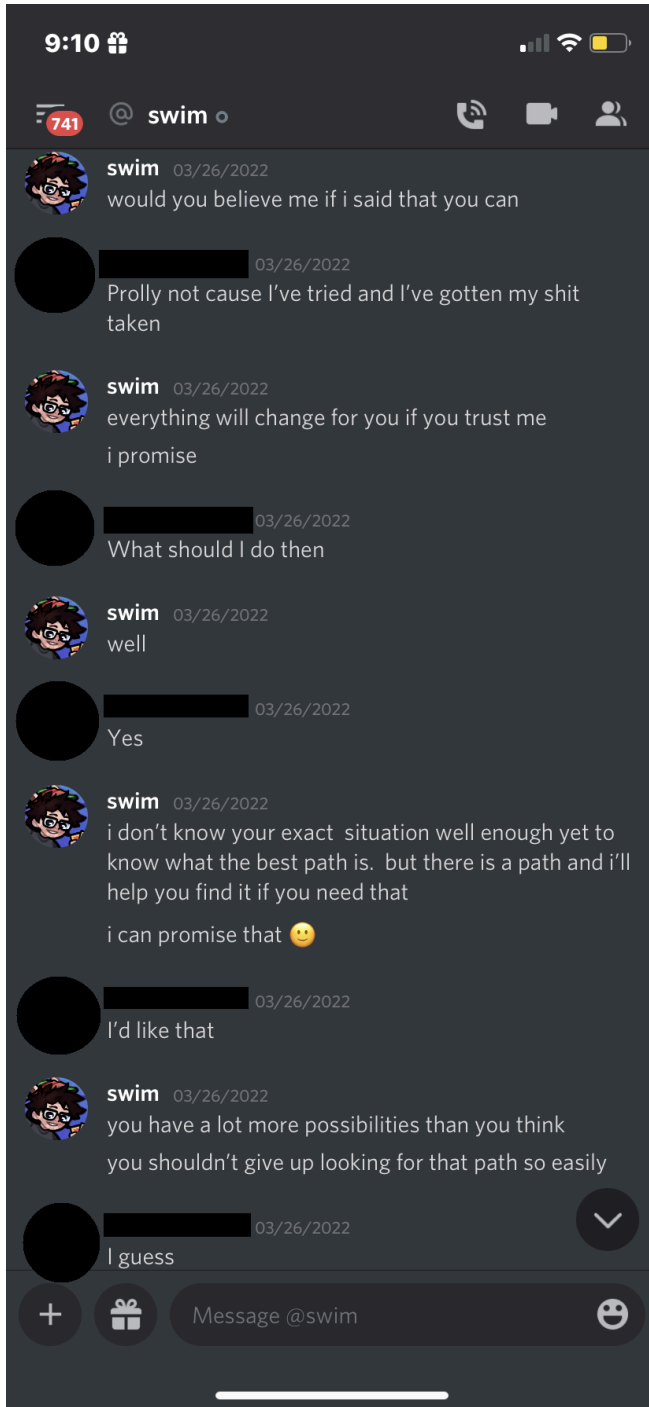 9:10
741
@ swim
swim 03/26/2022
would you believe me if i said that you can
03/26/2022
Prolly not cause I've tried and I've gotten my shit
taken
swim 03/26/2022
everything will change for you if you trust me
i promise
03/26/2022
What should I do then
swim 03/26/2022
well
03/26/2022
Yes
swim 03/26/2022
i don't know your exact situation well enough yet to
know what the best path is. but there is a path and i'll
help you find it if you need that
i can promise that 🙂
03/26/2022
I'd like that
swim 03/26/2022
you have a lot more possibilities than you think
you shouldn't give up looking for that path so easily
03/26/2022
I guess
Message @swim